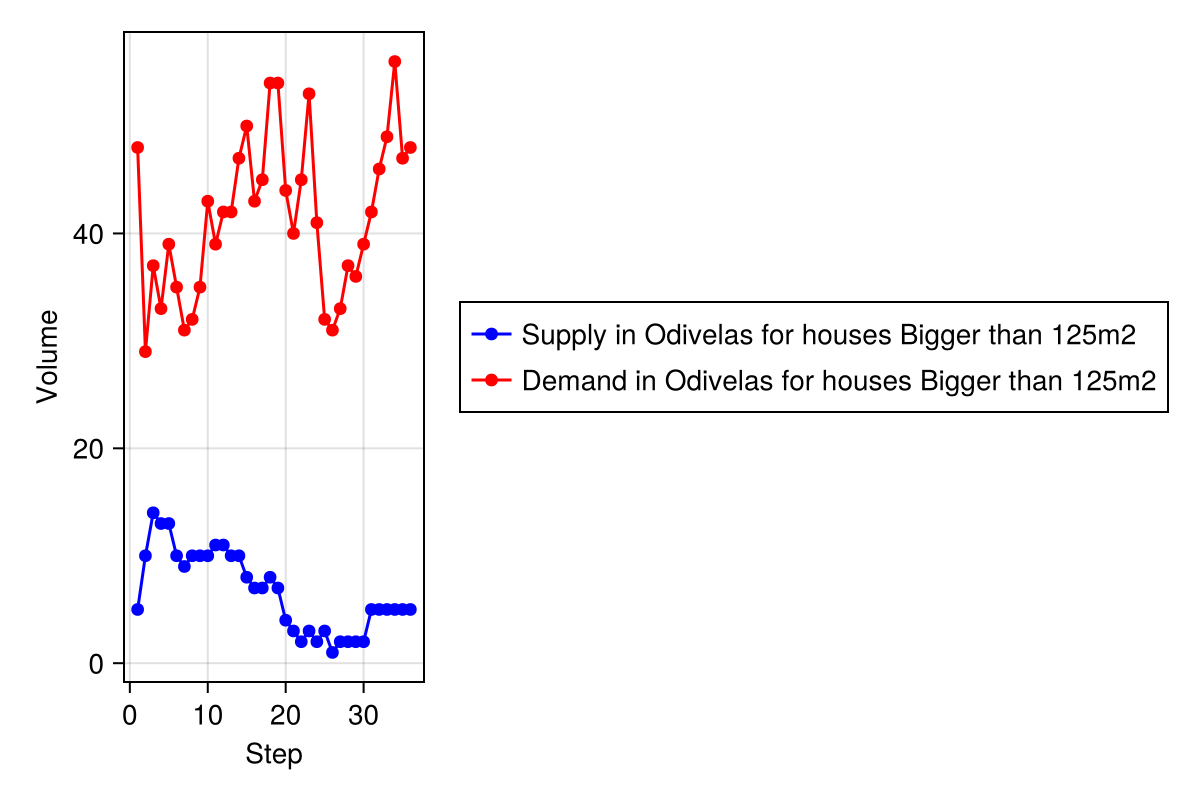 Volume
40
20
0
0 10 20 30
Step
Supply in Odivelas for houses Bigger than 125m2
Demand in Odivelas for houses Bigger than 125m2